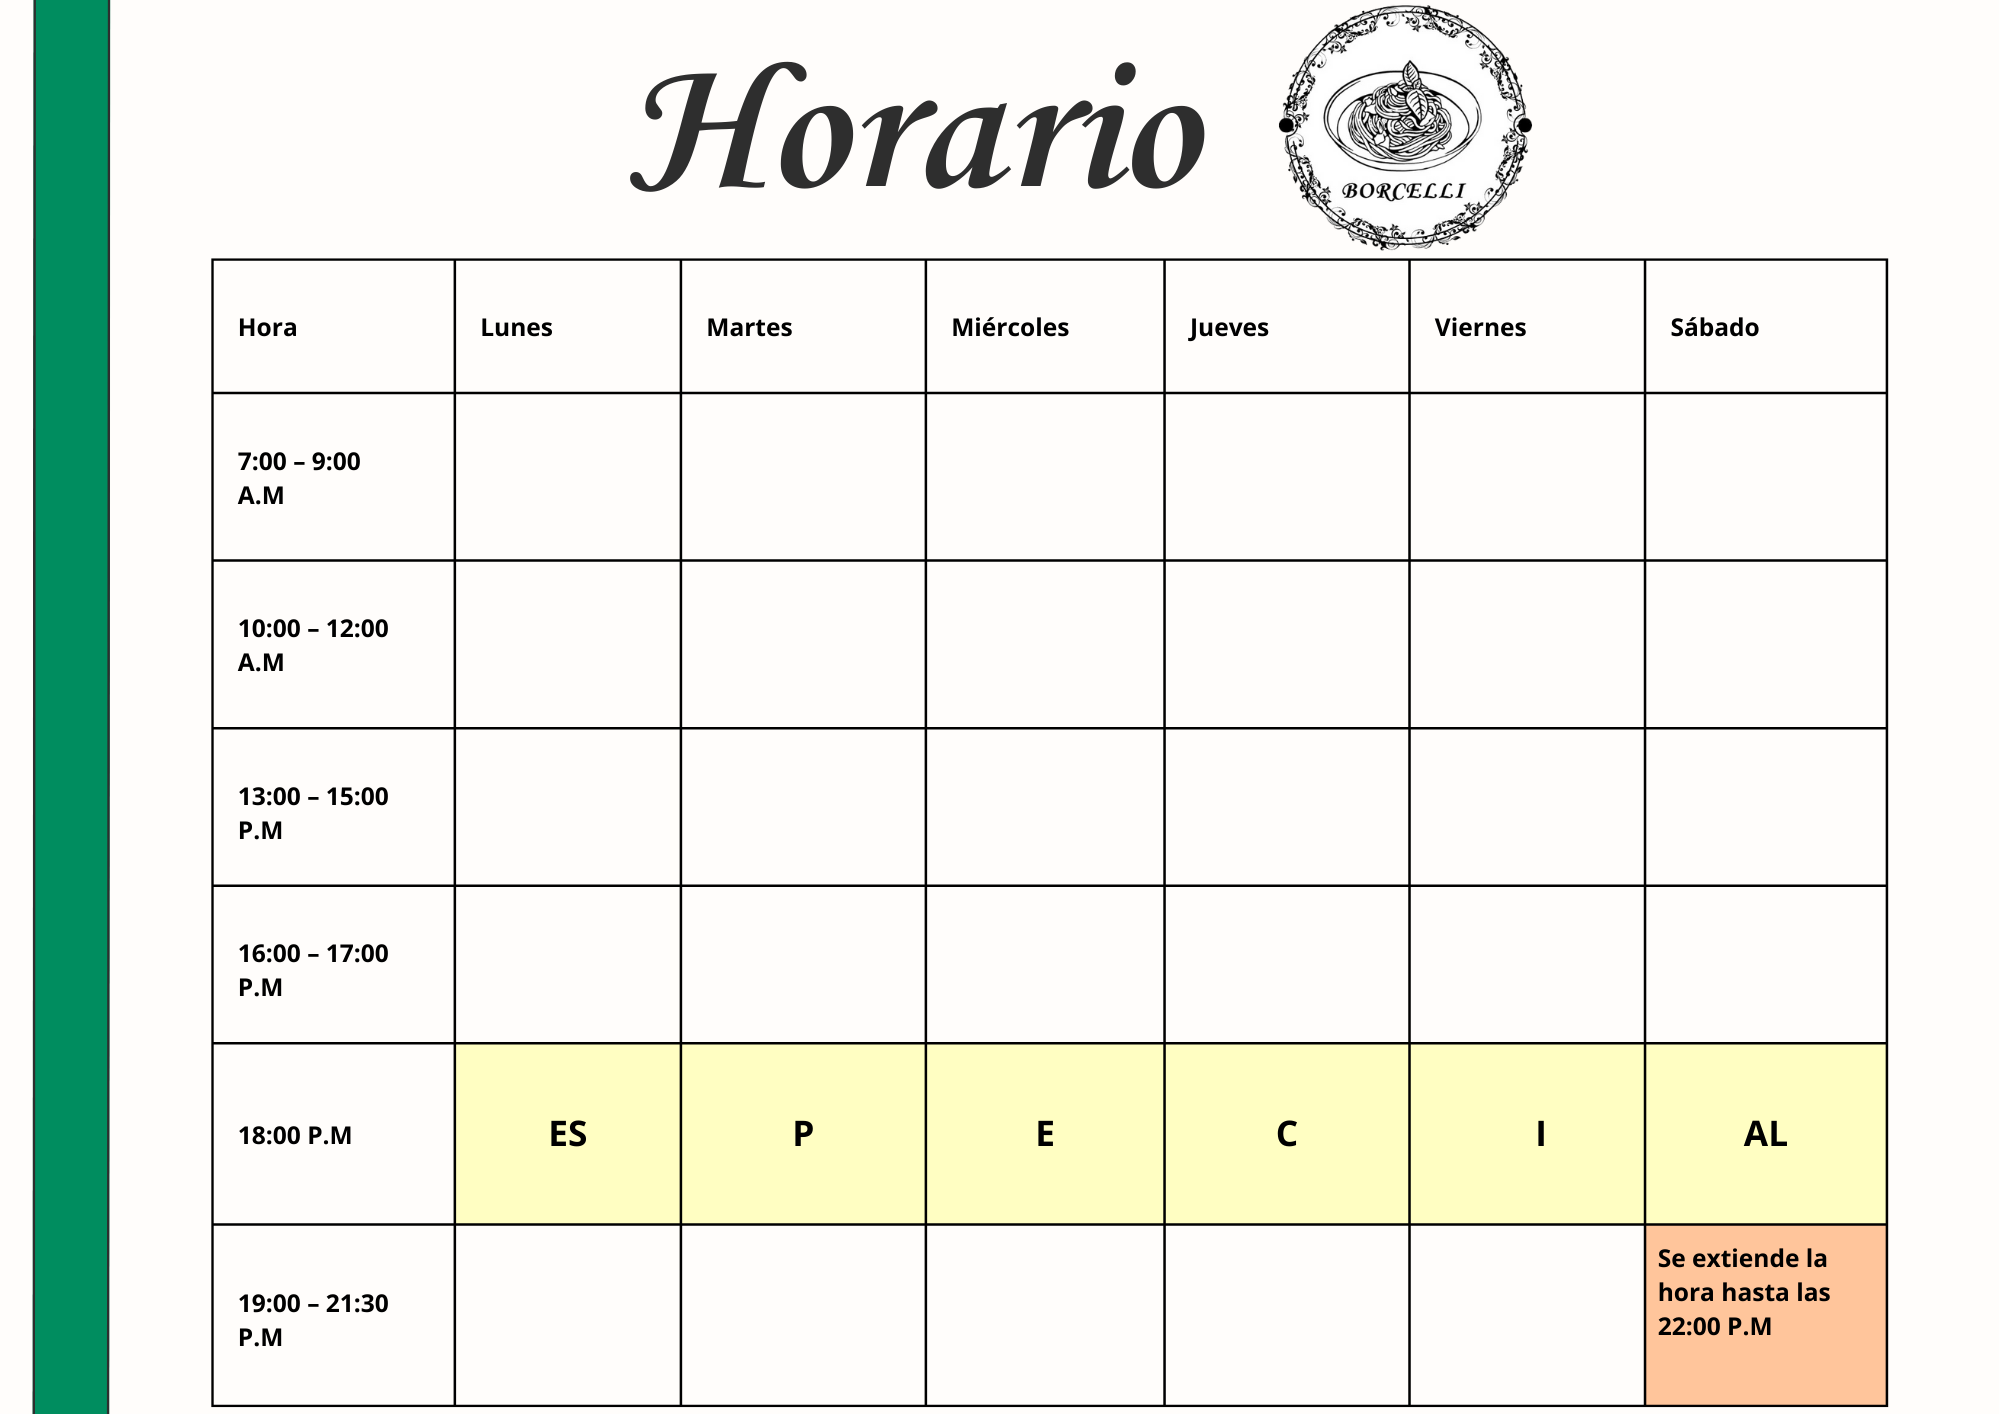 Horario
BORCELLI
Hora Lunes Martes Miércoles Jueves Viernes Sábado
7:00 – 9:00
A.M
10:00 – 12:00
A.M
13:00 – 15:00
P.M
16:00 – 17:00
P.M
18:00 P.M ES P E C I AL
19:00 – 21:30
P.M
Se extiende la
hora hasta las
22:00 P.M